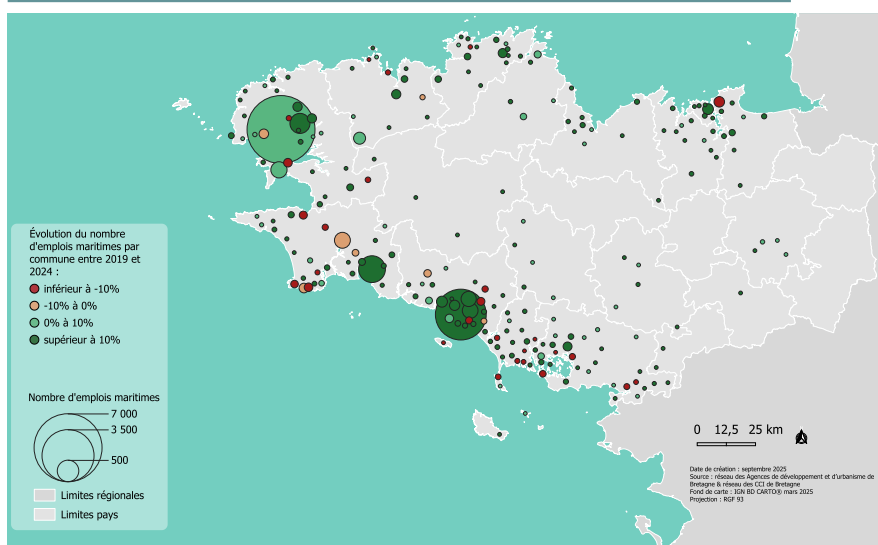 Évolution du nombre
d'emplois maritimes par
commune entre 2019 et
2024 :
inférieur à -10%
-10% à 0%
0% à 10%
supérieur à 10%
Nombre d'emplois maritimes
7 000
3 500
500
Limites régionales
Limites pays
0 12,5 25 km
Date de création : septembre 2025
Source : réseau des Agences de développement et d'urbanisme de
Bretagne & réseau des CCI de Bretagne
Fond de carte : IGN BD CARTO® mars 2025
Projection : RGF 93